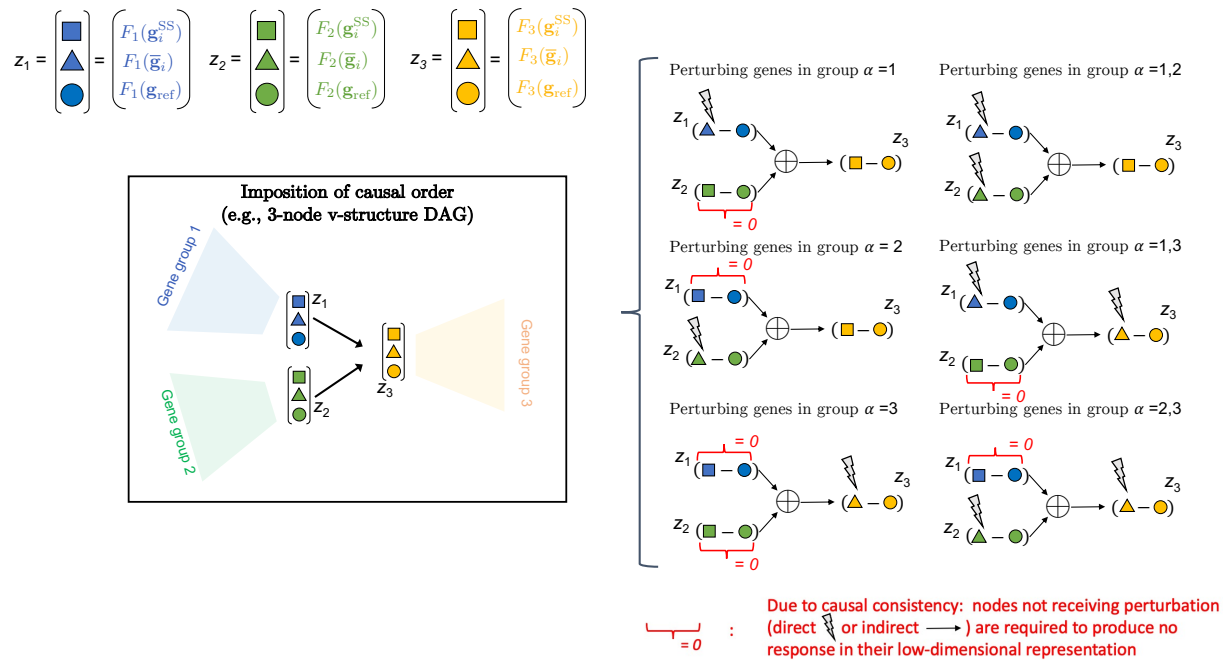 z1 = ( ) = ( F1(g_i^SS)
F1(ḡ_i)
F1(g_ref) )
z2 = ( ) = ( F2(g_i^SS)
F2(ḡ_i)
F2(g_ref) )
z3 = ( ) = ( F3(g_i^SS)
F3(ḡ_i)
F3(g_ref) )
Imposition of causal order
(e.g., 3-node v-structure DAG)
Gene group 1
z1
Gene group 2
z2
z3
Gene group 3
Perturbing genes in group α =1
z1 ( − )
z3
( − )
z2 ( − )
= 0
Perturbing genes in group α =1,2
z1 ( − )
z3
( − )
z2 ( − )
Perturbing genes in group α = 2
= 0
z1 ( − )
z3
( − )
z2 ( − )
Perturbing genes in group α =1,3
z1 ( − )
z3
( − )
z2 ( − )
= 0
Perturbing genes in group α =3
= 0
z1 ( − )
z3
( − )
z2 ( − )
= 0
Perturbing genes in group α =2,3
= 0
z1 ( − )
z3
( − )
z2 ( − )
= 0 :
Due to causal consistency: nodes not receiving perturbation
(direct or indirect ) are required to produce no
response in their low-dimensional representation